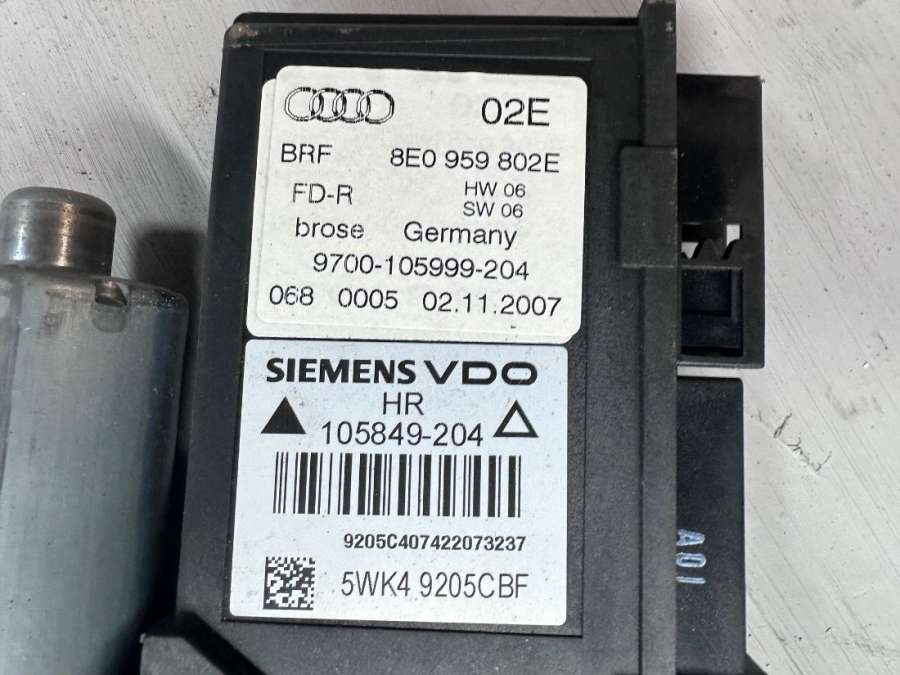 02E
BRF 8E0 959 802E
FD-R HW 06
SW 06
brose Germany
9700-105999-204
068 0005 02.11.2007
SIEMENS VDO
HR
105849-204
9205C407422073237
5WK4 9205CBF
A01